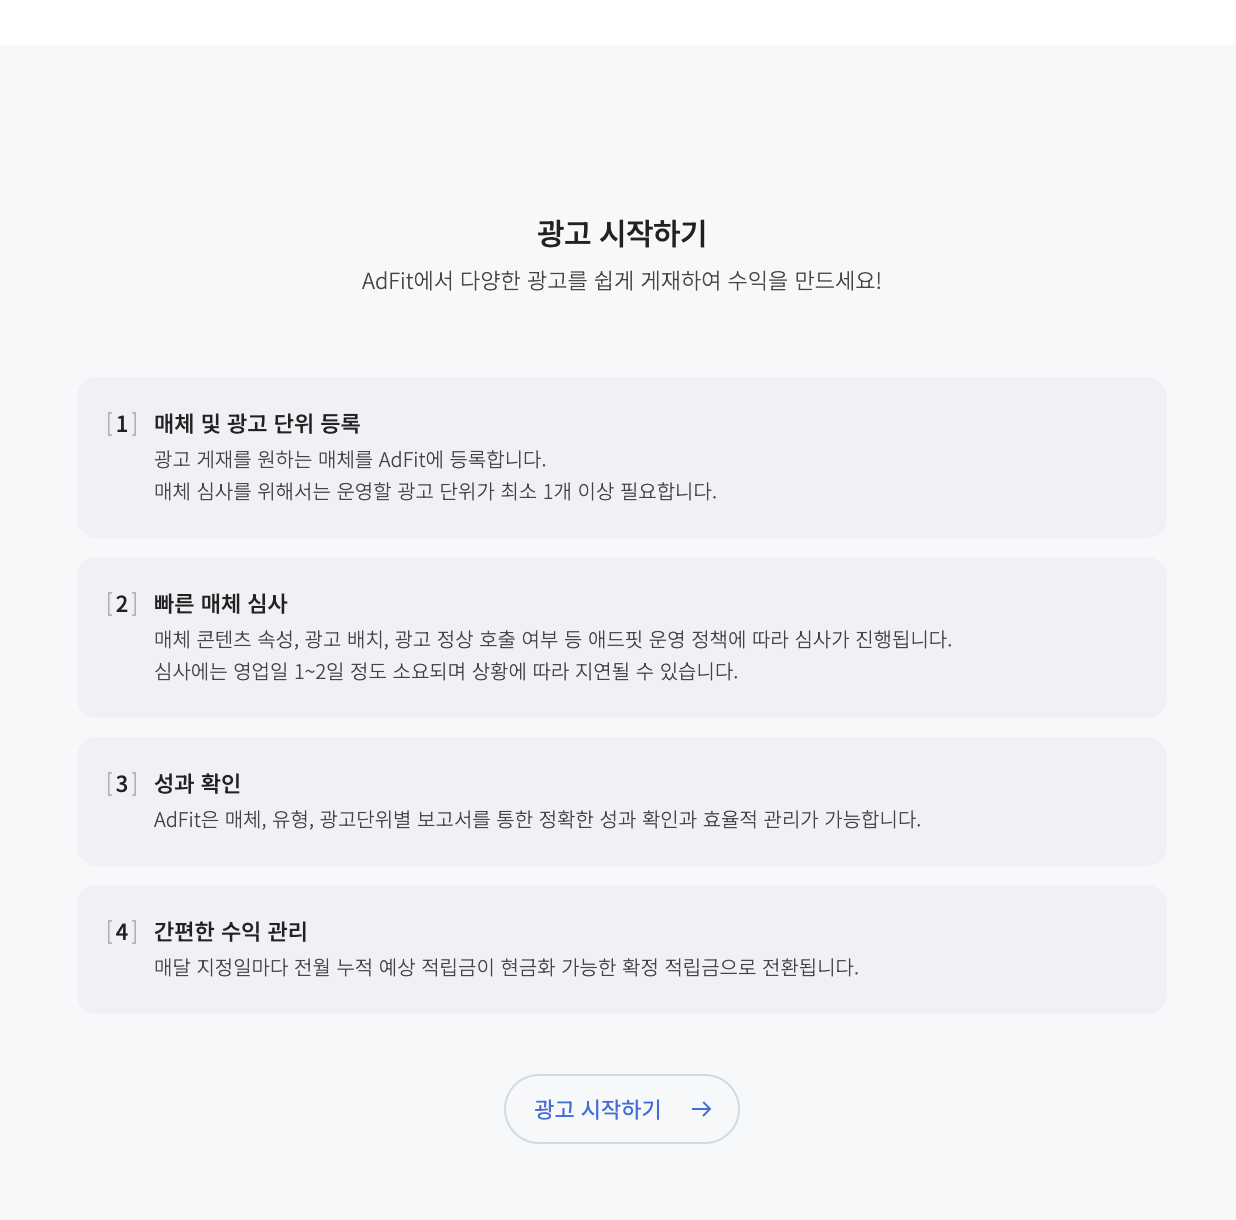 광고 시작하기
AdFit에서 다양한 광고를 쉽게 게재하여 수익을 만드세요!
[1] 매체 및 광고 단위 등록
광고 게재를 원하는 매체를 AdFit에 등록합니다.
매체 심사를 위해서는 운영할 광고 단위가 최소 1개 이상 필요합니다.
[2] 빠른 매체 심사
매체 콘텐츠 속성, 광고 배치, 광고 정상 호출 여부 등 애드핏 운영 정책에 따라 심사가 진행됩니다.
심사에는 영업일 1~2일 정도 소요되며 상황에 따라 지연될 수 있습니다.
[3] 성과 확인
AdFit은 매체, 유형, 광고단위별 보고서를 통한 정확한 성과 확인과 효율적 관리가 가능합니다.
[4] 간편한 수익 관리
매달 지정일마다 전월 누적 예상 적립금이 현금화 가능한 확정 적립금으로 전환됩니다.
광고 시작하기 →